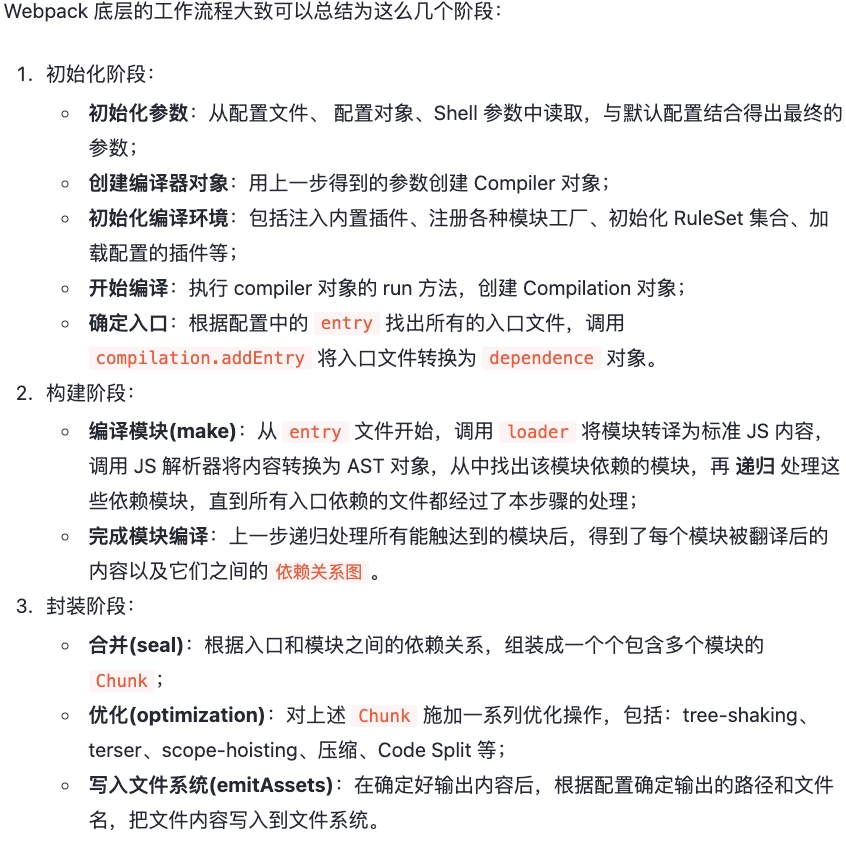 Webpack 底层的工作流程大致可以总结为这么几个阶段：
1. 初始化阶段：
◦ 初始化参数：从配置文件、 配置对象、Shell 参数中读取，与默认配置结合得出最终的
参数；
◦ 创建编译器对象：用上一步得到的参数创建 Compiler 对象；
◦ 初始化编译环境：包括注入内置插件、注册各种模块工厂、初始化 RuleSet 集合、加
载配置的插件等；
◦ 开始编译：执行 compiler 对象的 run 方法，创建 Compilation 对象；
◦ 确定入口：根据配置中的 entry 找出所有的入口文件，调用
compilation.addEntry 将入口文件转换为 dependence 对象。
2. 构建阶段：
◦ 编译模块(make)：从 entry 文件开始，调用 loader 将模块转译为标准 JS 内容，
调用 JS 解析器将内容转换为 AST 对象，从中找出该模块依赖的模块，再 递归 处理这
些依赖模块，直到所有入口依赖的文件都经过了本步骤的处理；
◦ 完成模块编译：上一步递归处理所有能触达到的模块后，得到了每个模块被翻译后的
内容以及它们之间的 依赖关系图 。
3. 封装阶段：
◦ 合并(seal)：根据入口和模块之间的依赖关系，组装成一个个包含多个模块的
Chunk ；
◦ 优化(optimization)：对上述 Chunk 施加一系列优化操作，包括：tree-shaking、
terser、scope-hoisting、压缩、Code Split 等；
◦ 写入文件系统(emitAssets)：在确定好输出内容后，根据配置确定输出的路径和文件
名，把文件内容写入到文件系统。